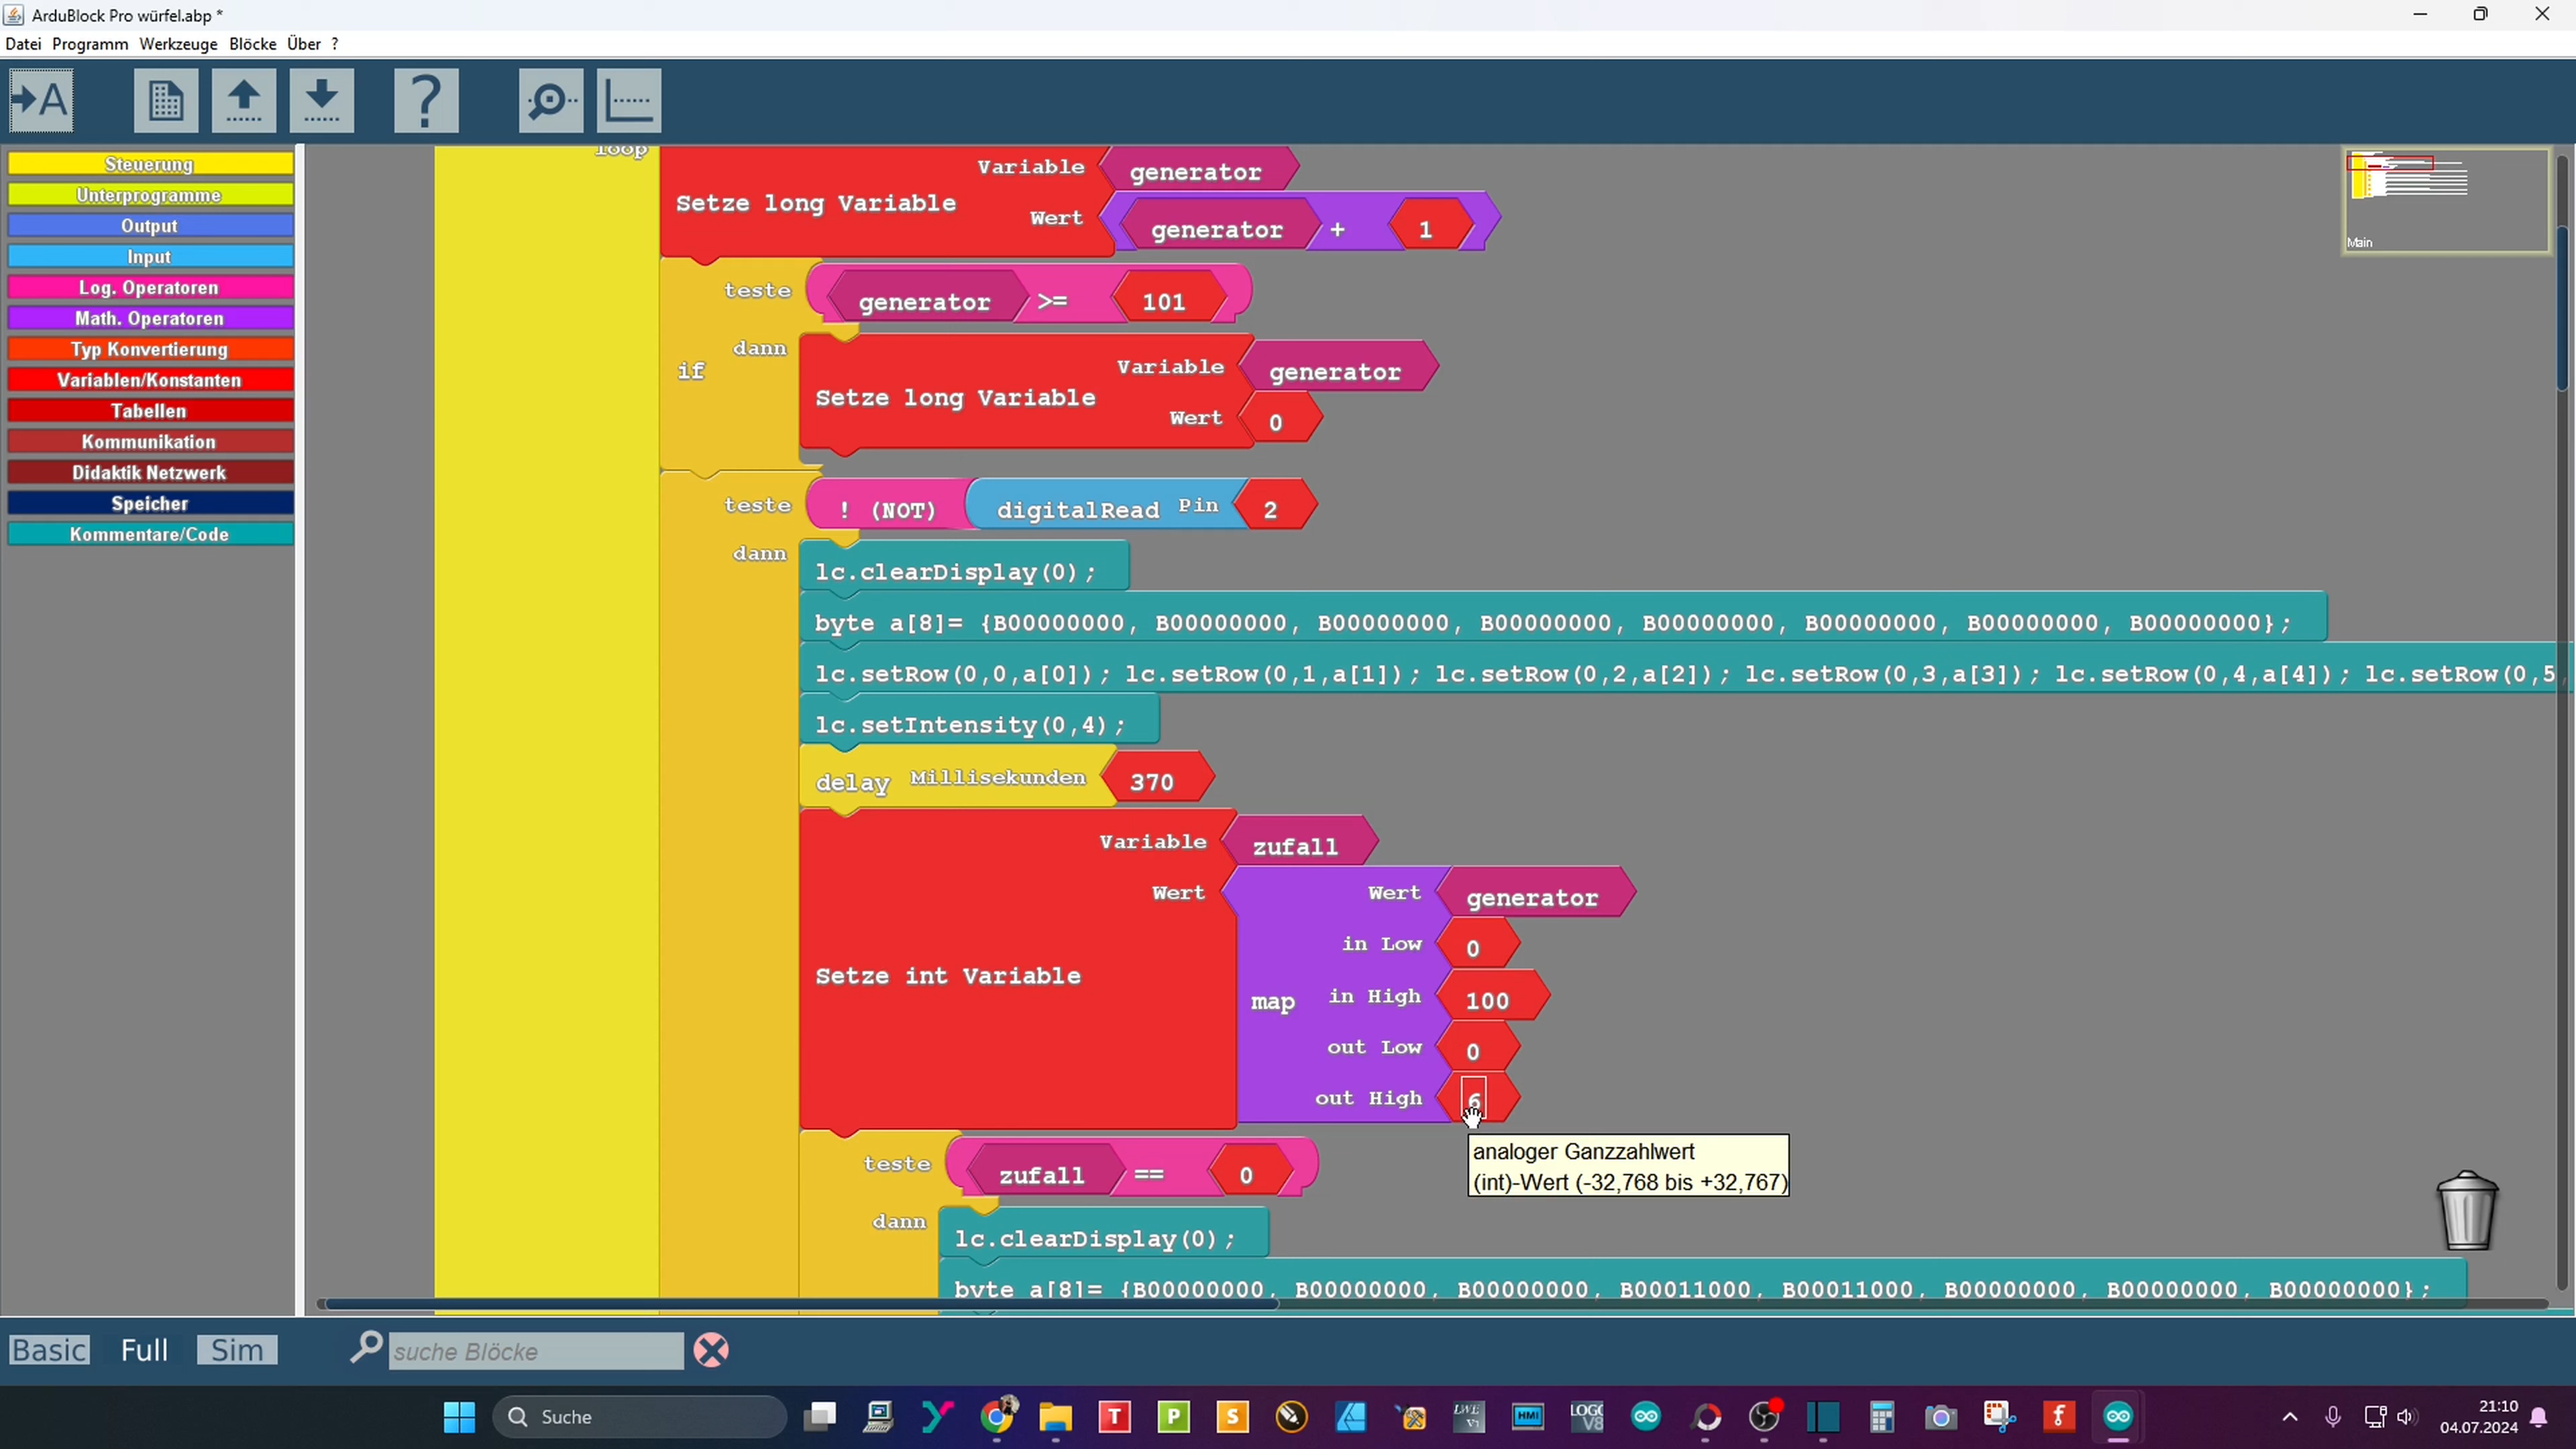 ArduBlock Pro würfel.abp *
Datei Programm Werkzeuge Blöcke Über ?
Steuerung
Unterprogramme
Output
Input
Log. Operatoren
Math. Operatoren
Typ Konvertierung
Variablen/Konstanten
Tabellen
Kommunikation
Didaktik Netzwerk
Speicher
Kommentare/Code
loop
Variable generator
Setze long Variable
Wert generator + 1
teste generator >= 101
if
dann
Variable generator
Setze long Variable
Wert 0
teste ! (NOT) digitalRead Pin 2
dann
lc.clearDisplay(0);
byte a[8]= {B00000000, B00000000, B00000000, B00000000, B00000000, B00000000, B00000000, B00000000};
lc.setRow(0,0,a[0]); lc.setRow(0,1,a[1]); lc.setRow(0,2,a[2]); lc.setRow(0,3,a[3]); lc.setRow(0,4,a[4]); lc.setRow(0,5,
lc.setIntensity(0,4);
delay Millisekunden 370
Variable zufall
Wert
Setze int Variable
Wert generator
in Low 0
map
in High 100
out Low 0
out High 6
analoger Ganzzahlwert
(int)-Wert (-32,768 bis +32,767)
teste zufall == 0
dann
lc.clearDisplay(0);
byte a[8]= {B00000000, B00000000, B00000000, B00011000, B00011000, B00000000, B00000000, B00000000};
Main
Basic Full Sim suche Blöcke
Suche
T P S
LWE V1
HMI
LOGO V8
f
21:10
04.07.2024